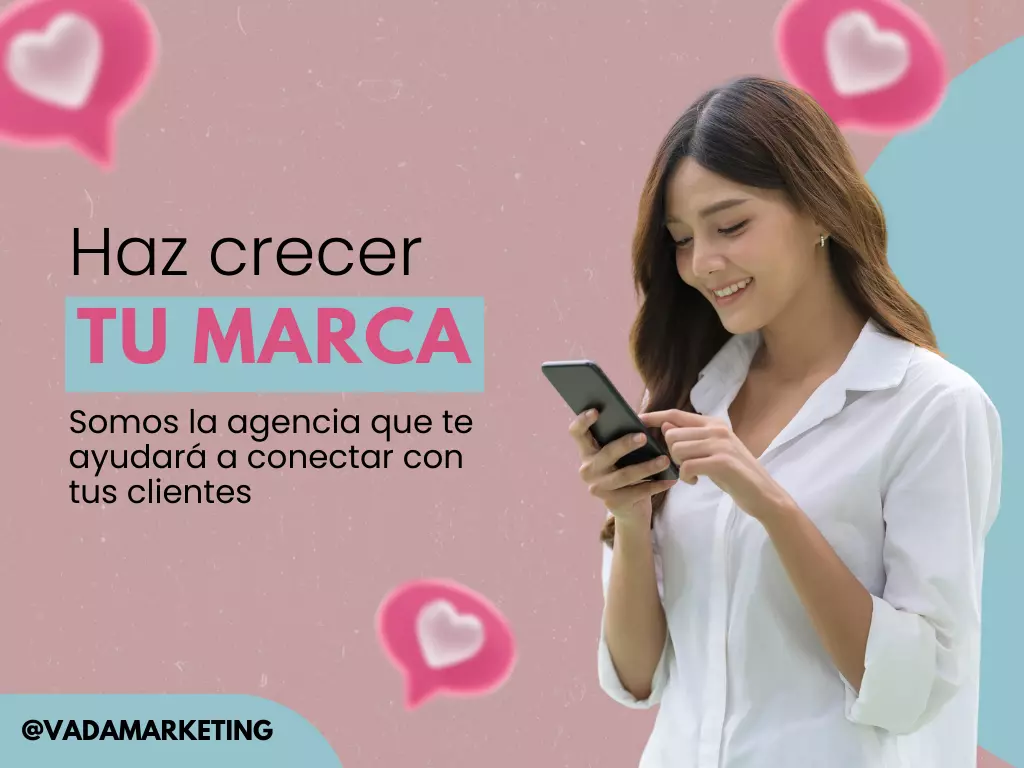 Haz crecer
TU MARCA
Somos la agencia que te
ayudará a conectar con
tus clientes
@VADAMARKETING